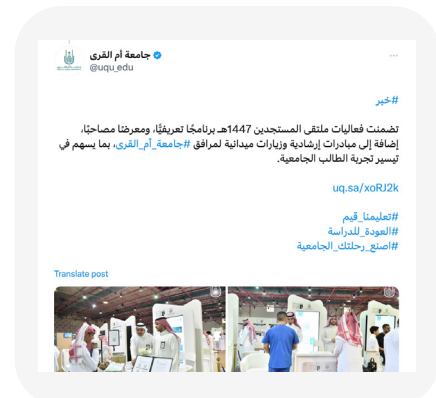 جامعة أم القرى
@uqu_edu
#خبر
تضمنت فعاليات ملتقى المستجدين 1447هـ برنامجًا تعريفيًّا، ومعرضًا مصاحبًا،
إضافة إلى مبادرات إرشادية وزيارات ميدانية لمرافق #جامعة_أم_القرى، بما يسهم في
تيسير تجربة الطالب الجامعية.
uq.sa/xoRJ2k
#تعليمنا_قيم
#العودة_للدراسة
#اصنع_رحلتك_الجامعية
Translate post